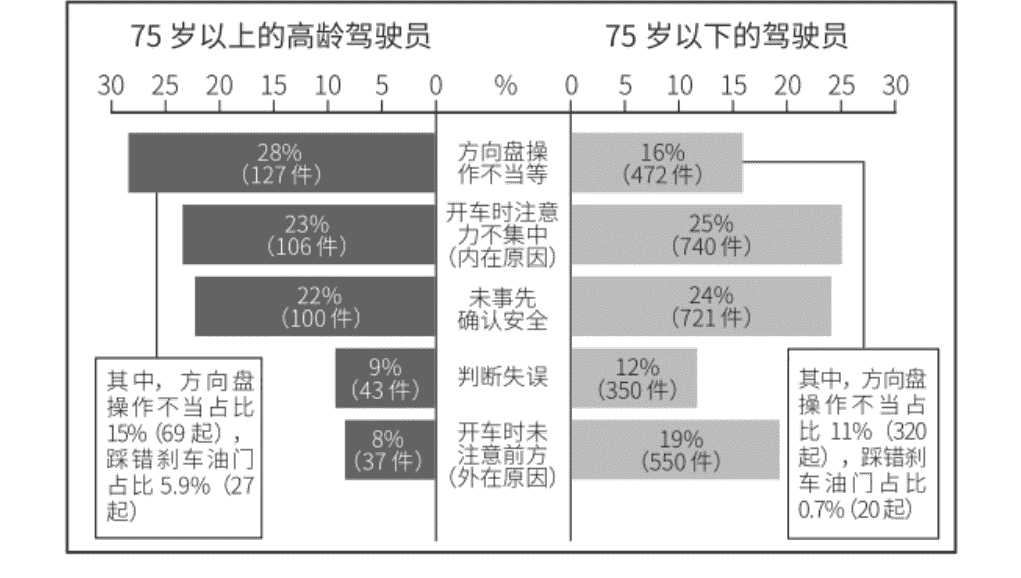 75 岁以上的高龄驾驶员
75 岁以下的驾驶员
30 25 20 15 10 5 0 % 0 5 10 15 20 25 30
28%
（127 件）
方向盘操
作不当等
16%
（472 件）
23%
（106 件）
开车时注意
力不集中
（内在原因）
25%
（740 件）
22%
（100 件）
未事先
确认安全
24%
（721 件）
9%
（43 件）
判断失误
12%
（350 件）
8%
（37 件）
开车时未
注意前方
（外在原因）
19%
（550 件）
其中，方向盘
操作不当占比
15%（69 起），
踩错刹车油门
占比 5.9%（27
起）
其中，方向盘
操作不当占
比 11%（320
起），踩错刹
车油门占比
0.7%（20 起）